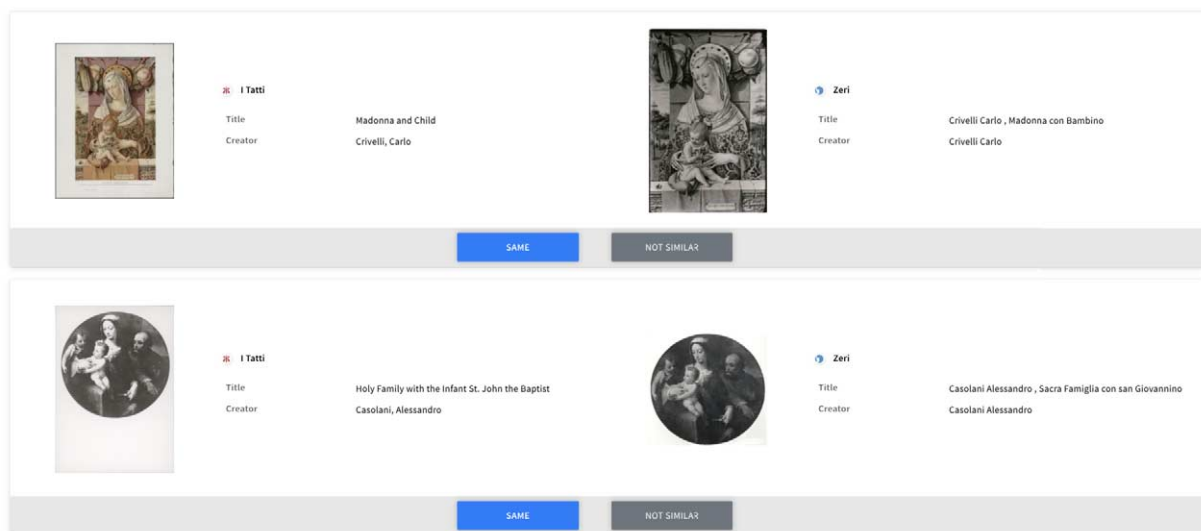 I Tatti
Title Madonna and Child
Creator Crivelli, Carlo
Zeri
Title Crivelli Carlo , Madonna con Bambino
Creator Crivelli Carlo
SAME
NOT SIMILAR
I Tatti
Title Holy Family with the Infant St. John the Baptist
Creator Casolani, Alessandro
Zeri
Title Casolani Alessandro , Sacra Famiglia con san Giovannino
Creator Casolani Alessandro
SAME
NOT SIMILAR